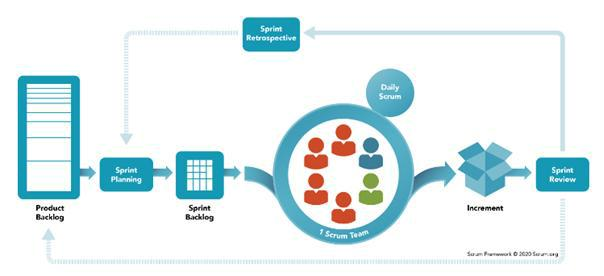 Sprint
Retrospective
Daily
Scrum
Sprint
Planning
Sprint
Review
Product
Backlog
Sprint
Backlog
1 Scrum Team
Increment
Scrum Framework © 2020 Scrum.org